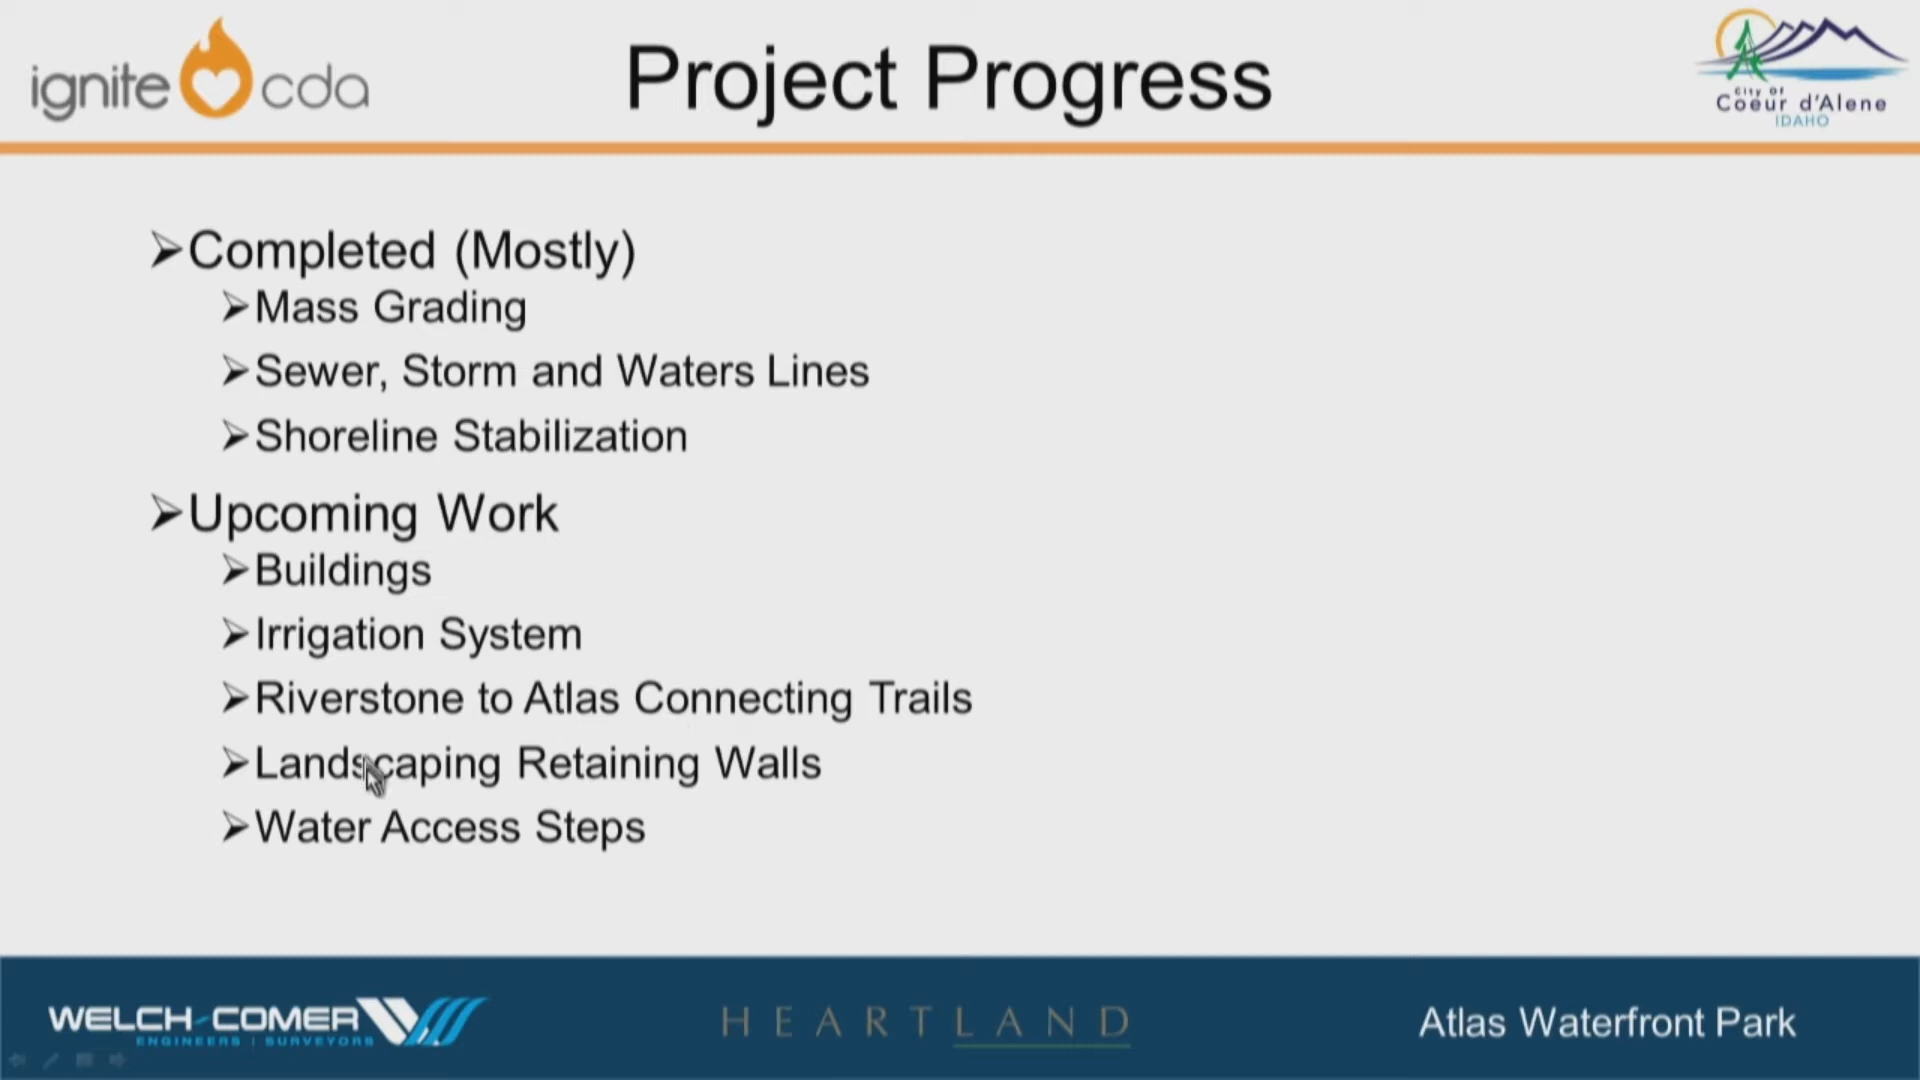 ignite cda
Project Progress
City of
Coeur d'Alene
IDAHO
➢Completed (Mostly)
➢Mass Grading
➢Sewer, Storm and Waters Lines
➢Shoreline Stabilization
➢Upcoming Work
➢Buildings
➢Irrigation System
➢Riverstone to Atlas Connecting Trails
➢Landscaping Retaining Walls
➢Water Access Steps
WELCH-COMER
ENGINEERS | SURVEYORS
HEARTLAND
Atlas Waterfront Park